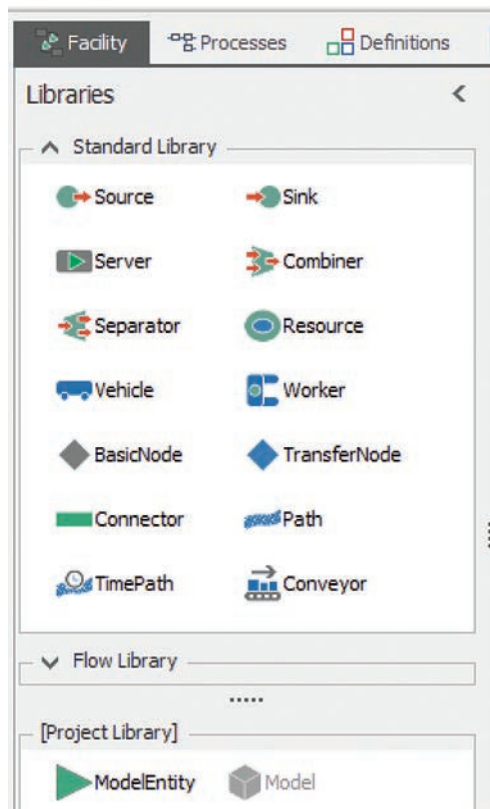 Facility Processes Definitions
Libraries
Standard Library
Source Sink
Server Combiner
Separator Resource
Vehicle Worker
BasicNode TransferNode
Connector Path
TimePath Conveyor
Flow Library
[Project Library]
ModelEntity Model